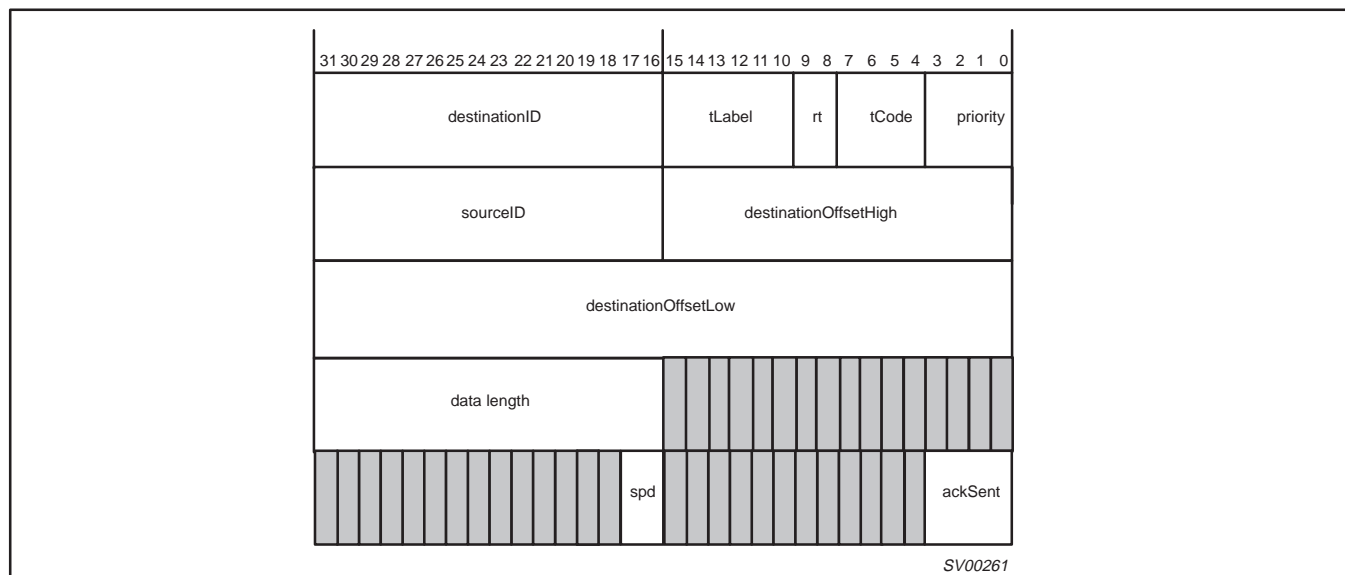 31 30 29 28 27 26 25 24 23 22 21 20 19 18 17 16 15 14 13 12 11 10 9 8 7 6 5 4 3 2 1 0
destinationID tLabel rt tCode priority
sourceID destinationOffsetHigh
destinationOffsetLow
data length
spd ackSent
SV00261